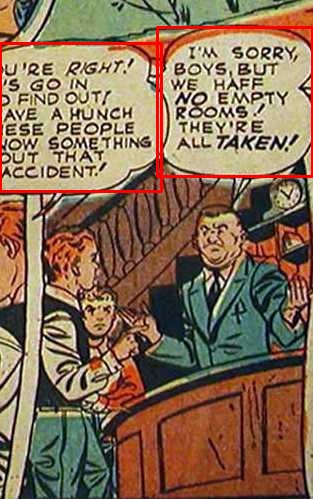 OU'RE RIGHT!
'S GO IN
O FIND OUT!
AVE A HUNCH
ESE PEOPLE
NOW SOMETHING
OUT THAT
ACCIDENT!
I'M SORRY,
BOYS, BUT
WE HAFF
NO EMPTY
ROOMS!
THEY'RE
ALL TAKEN!